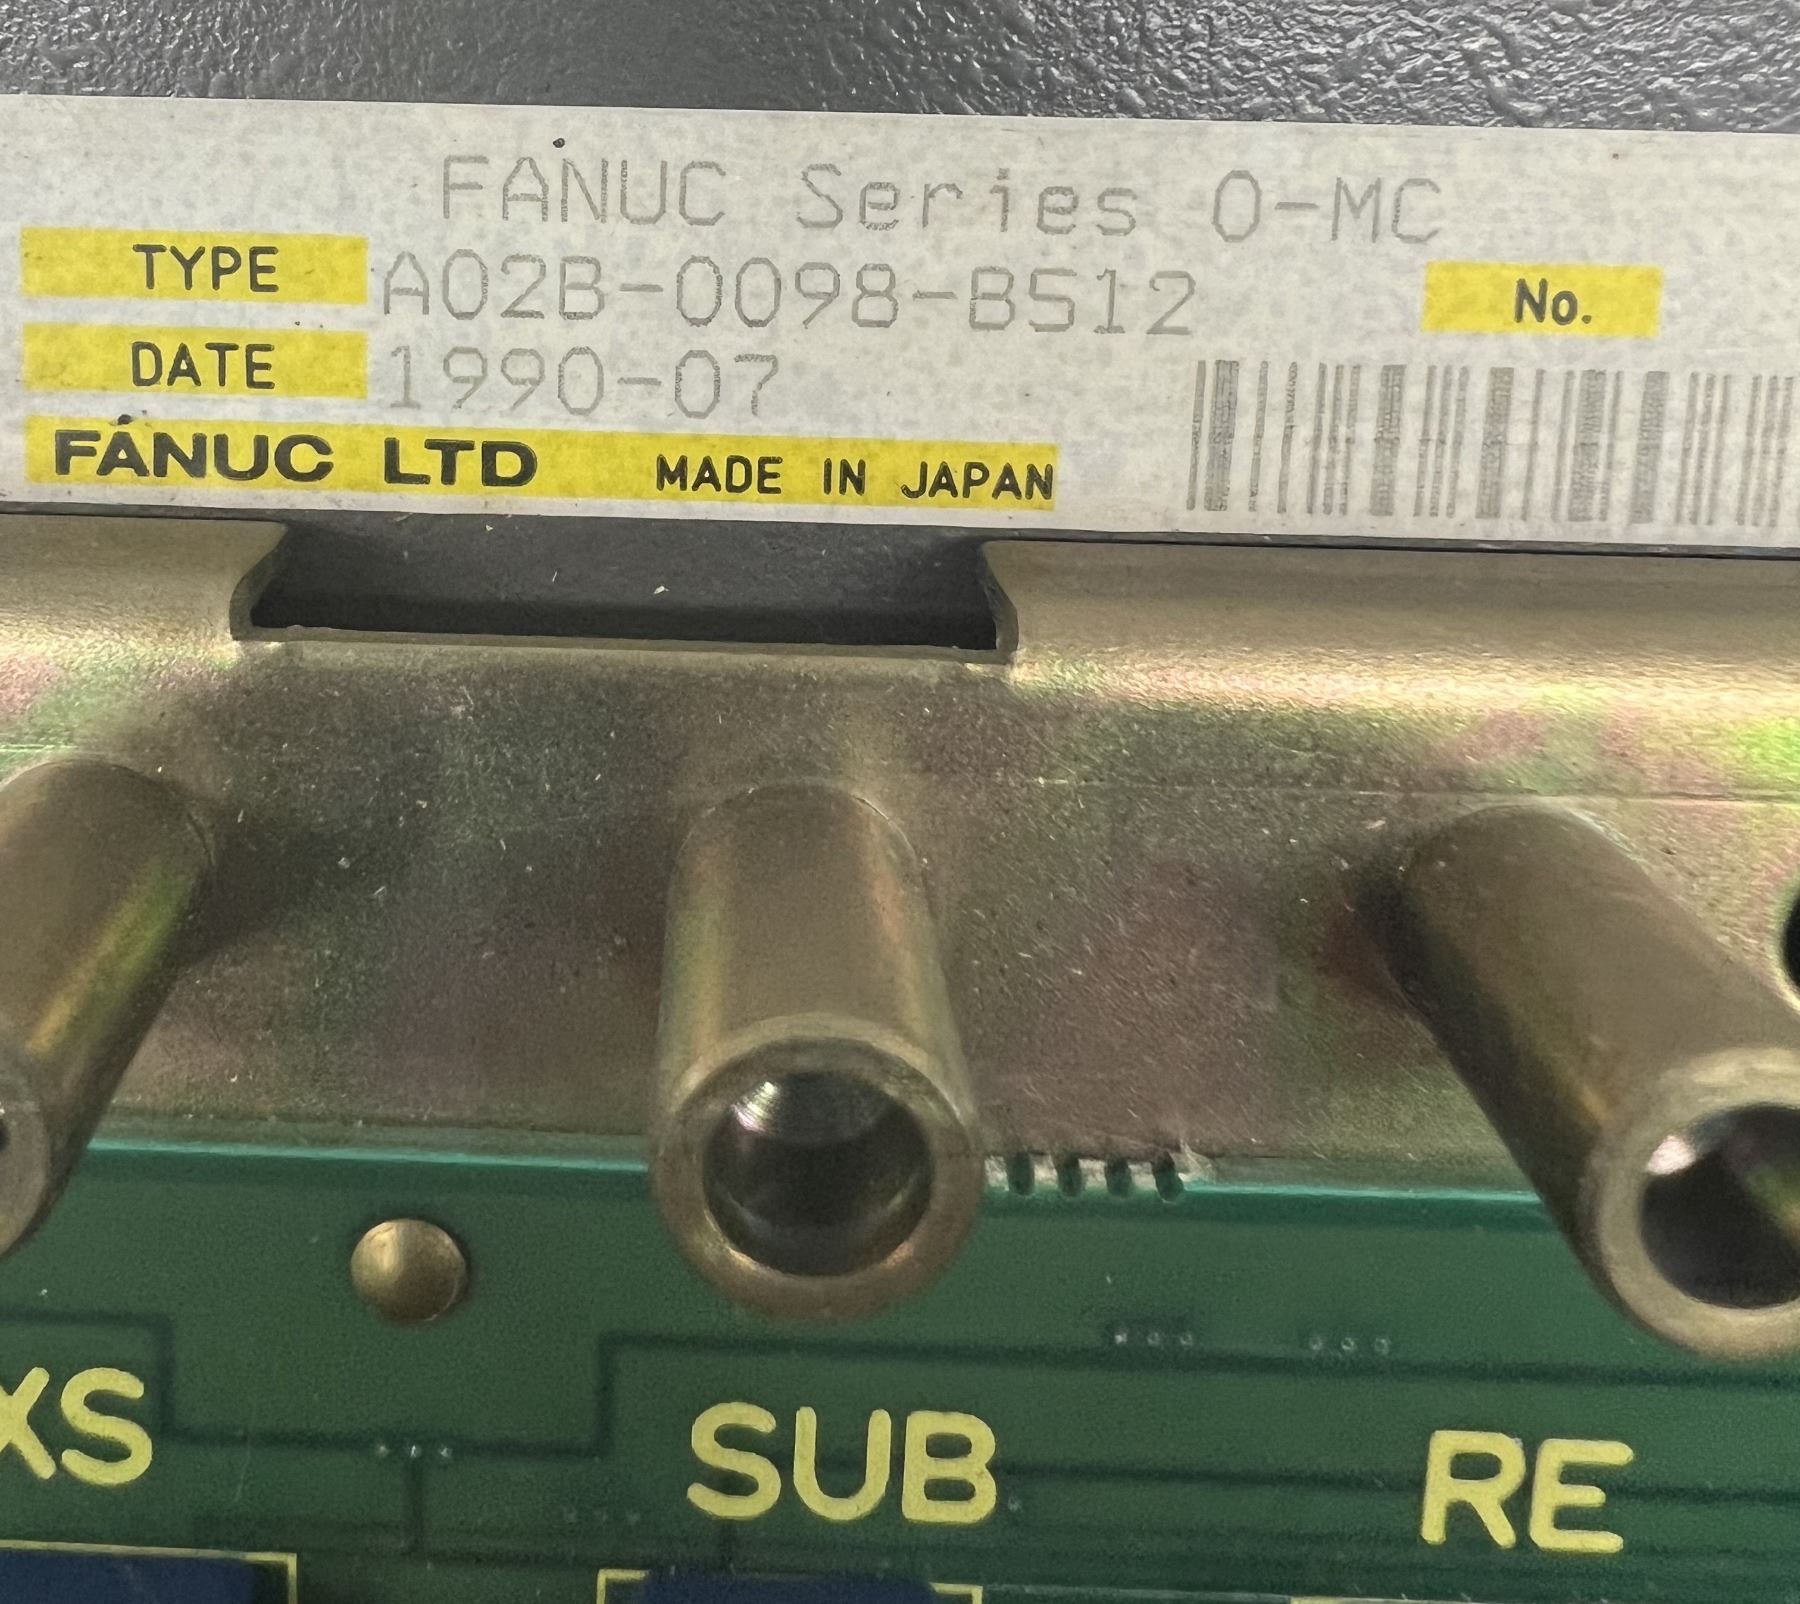 FANUC Series 0-MC
TYPE A02B-0098-B512 No.
DATE 1990-07
FANUC LTD MADE IN JAPAN
XS SUB RE